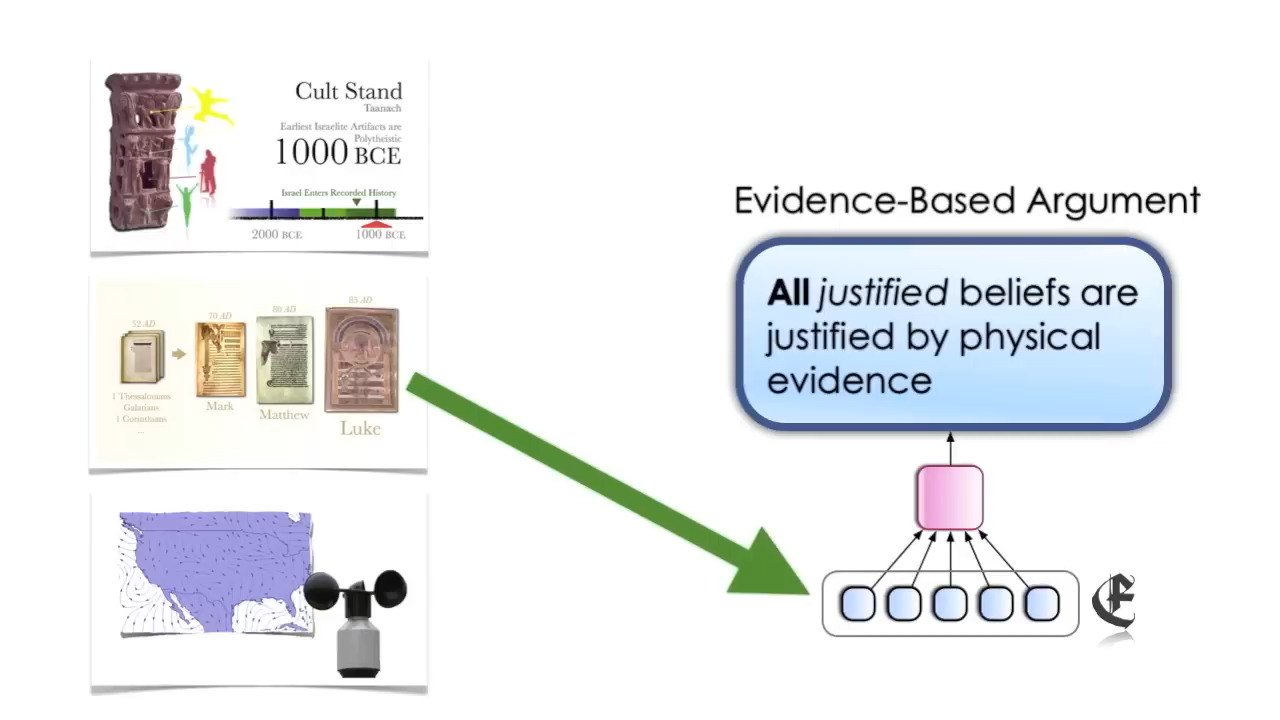 Cult Stand
Taanach
Earliest Israelite Artifacts are
Polytheistic
1000 BCE
Israel Enters Recorded History
2000 BCE
1000 BCE
52 AD
70 AD
80 AD
85 AD
1 Thessalonians
Galatians
1 Corinthians
...
Mark
Matthew
Luke
Evidence-Based Argument
All justified beliefs are
justified by physical
evidence
E